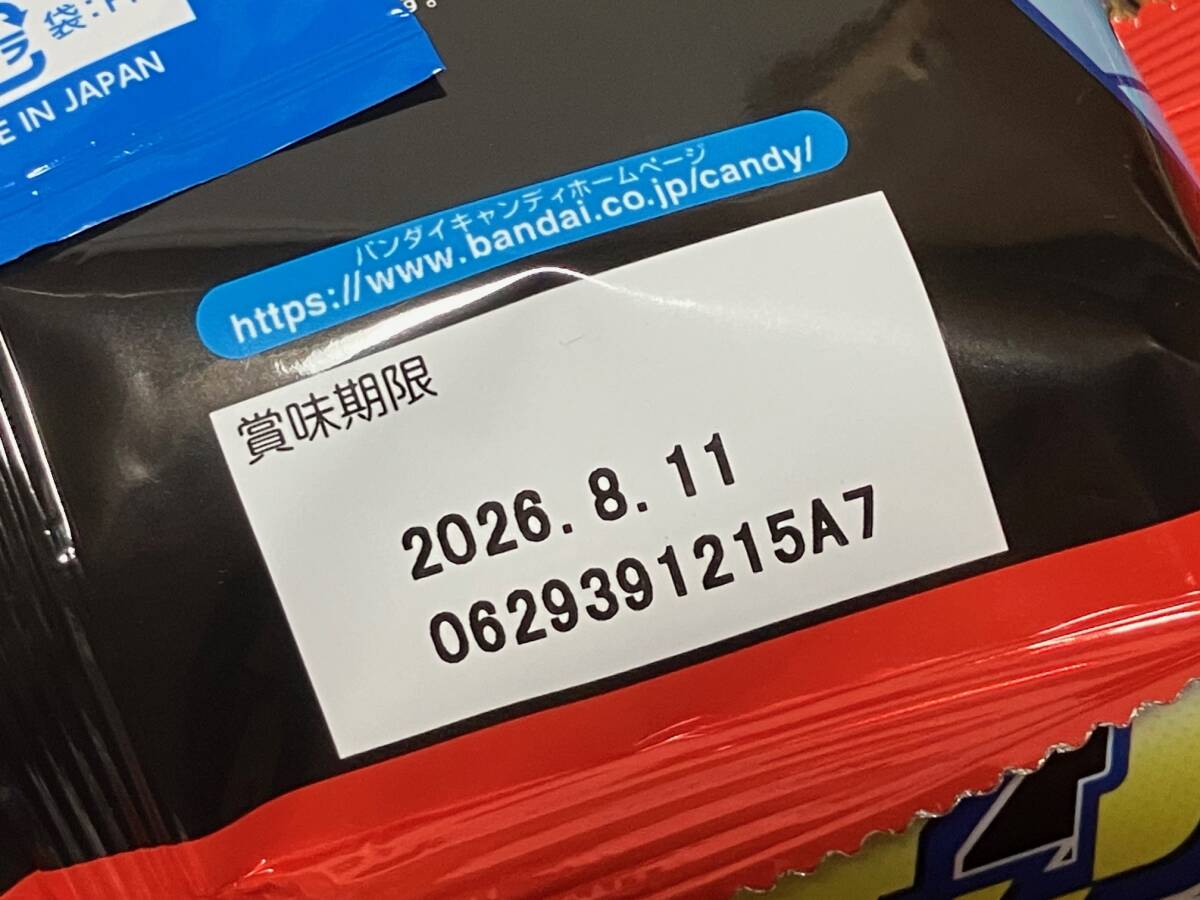 袋:P
E IN JAPAN
バンダイキャンディホームページ
https://www.bandai.co.jp/candy/
賞味期限
2026.8.11
0629391215A7